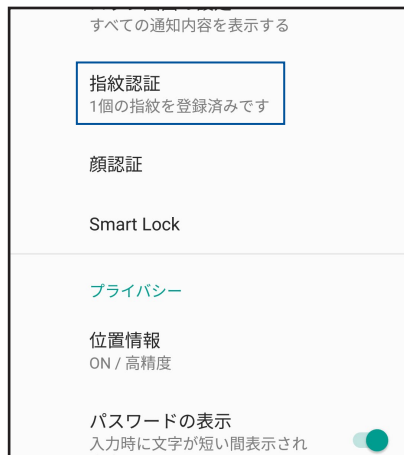 すべての通知内容を表示する
指紋認証
1個の指紋を登録済みです
顔認証
Smart Lock
プライバシー
位置情報
ON / 高精度
パスワードの表示
入力時に文字が短い間表示され